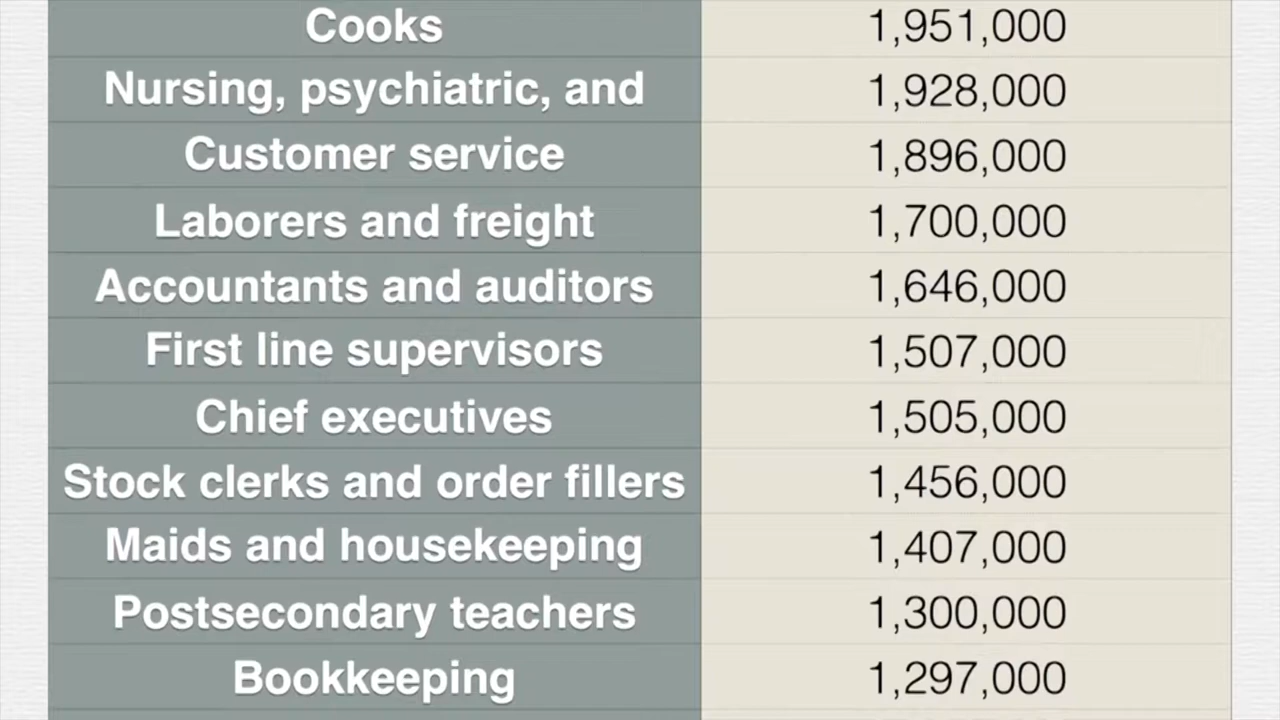 Cooks 1,951,000
Nursing, psychiatric, and 1,928,000
Customer service 1,896,000
Laborers and freight 1,700,000
Accountants and auditors 1,646,000
First line supervisors 1,507,000
Chief executives 1,505,000
Stock clerks and order fillers 1,456,000
Maids and housekeeping 1,407,000
Postsecondary teachers 1,300,000
Bookkeeping 1,297,000